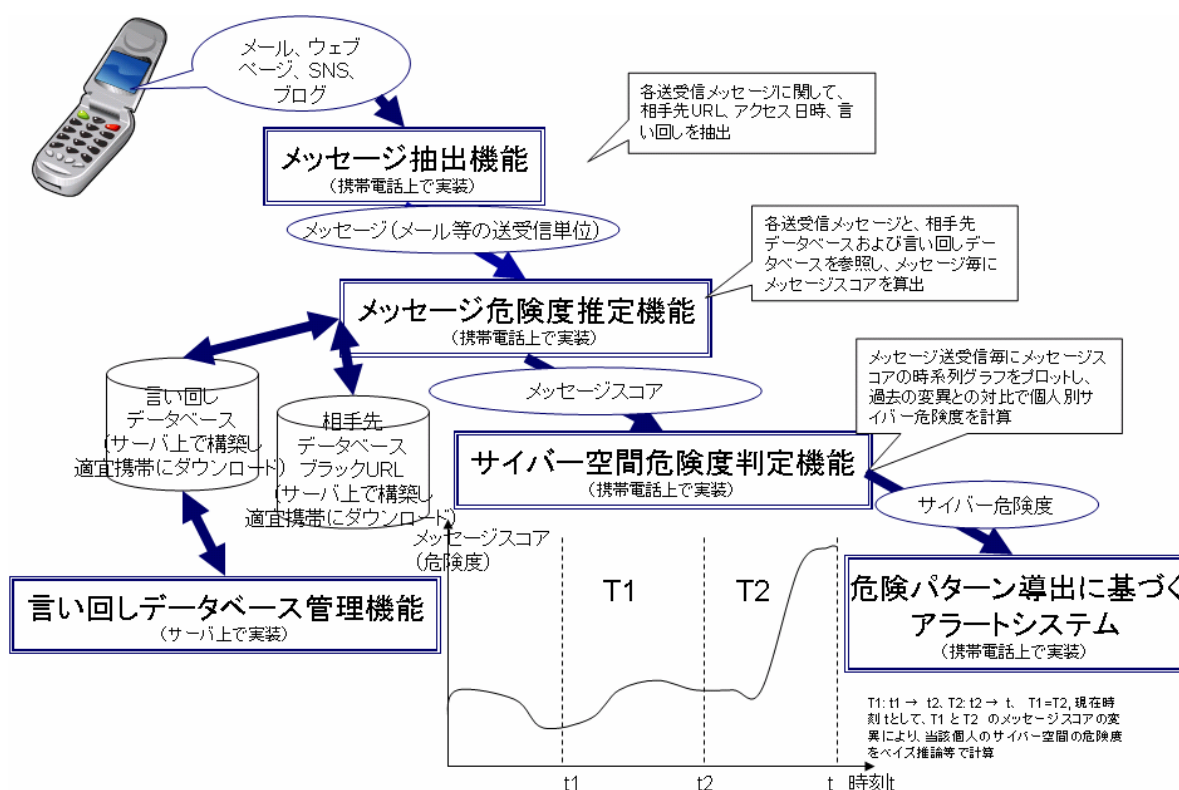 メール、ウェブ
ページ、SNS、
ブログ
各送受信メッセージに関して、
相手先URL、アクセス日時、言
い回しを抽出
メッセージ抽出機能
(携帯電話上で実装)
メッセージ(メール等の送受信単位)
各送受信メッセージと、相手先
データベースおよび言い回しデー
タベースを参照し、メッセージ毎に
メッセージスコアを算出
メッセージ危険度推定機能
(携帯電話上で実装)
メッセージスコア
メッセージ送受信毎にメッセージス
コアの時系列グラフをプロットし、
過去の変異との対比で個人別サ
イバー危険度を計算
言い回し
データベース
(サーバ上で構築し
適宜携帯にダウンロード)
相手先
データベース
ブラックURL
(サーバ上で構築し
適宜携帯にダウンロード)
サイバー空間危険度判定機能
(携帯電話上で実装)
サイバー危険度
言い回しデータベース管理機能
(サーバ上で実装)
危険パターン導出に基づく
アラートシステム
(携帯電話上で実装)
メッセージスコア
(危険度)
T1
T2
t1
t2
t
時刻t
T1: t1 → t2、T2: t2 → t、 T1=T2, 現在時
刻 tとして、T1 と T2 のメッセージスコアの変
異により、当該個人のサイバー空間の危険度
をベイズ推論等で計算